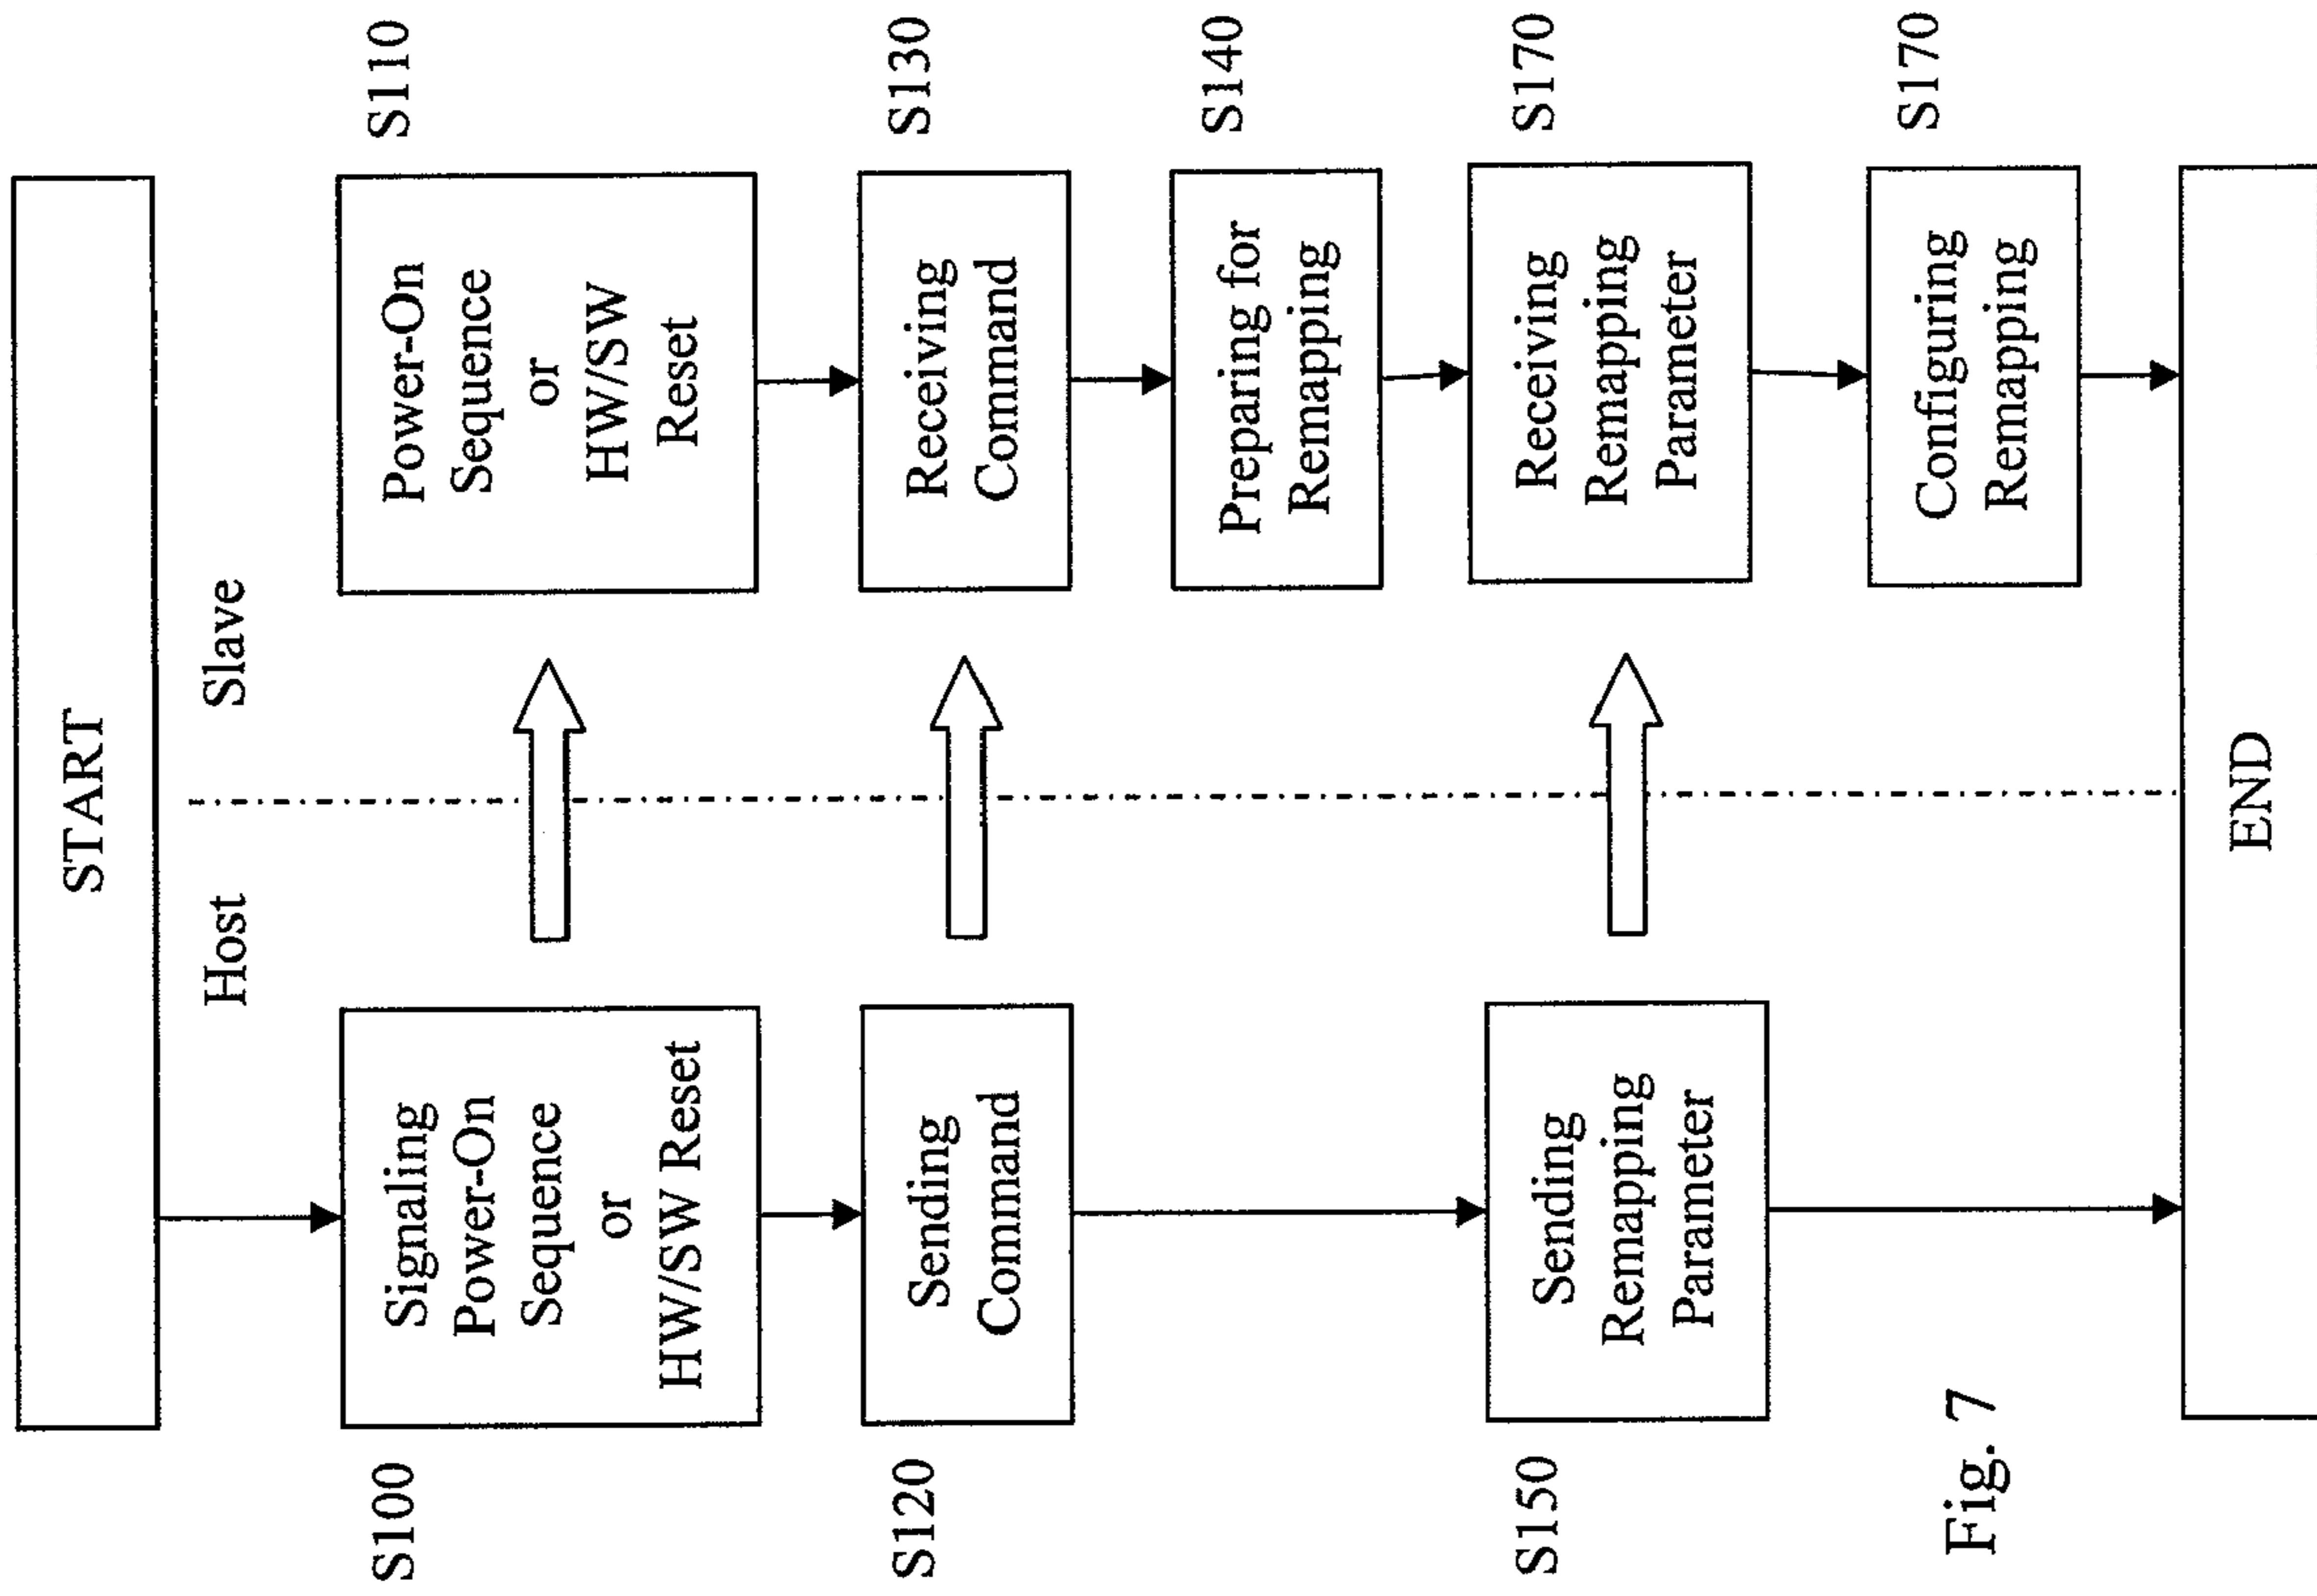 START
Host
Slave
S100
Signaling
Power-On
Sequence
or
HW/SW Reset
Power-On
Sequence
or
HW/SW
Reset
S110
S120
Sending
Command
Receiving
Command
S130
Preparing for
Remapping
S140
S150
Sending
Remapping
Parameter
Receiving
Remapping
Parameter
S170
Configuring
Remapping
S170
END
Fig. 7